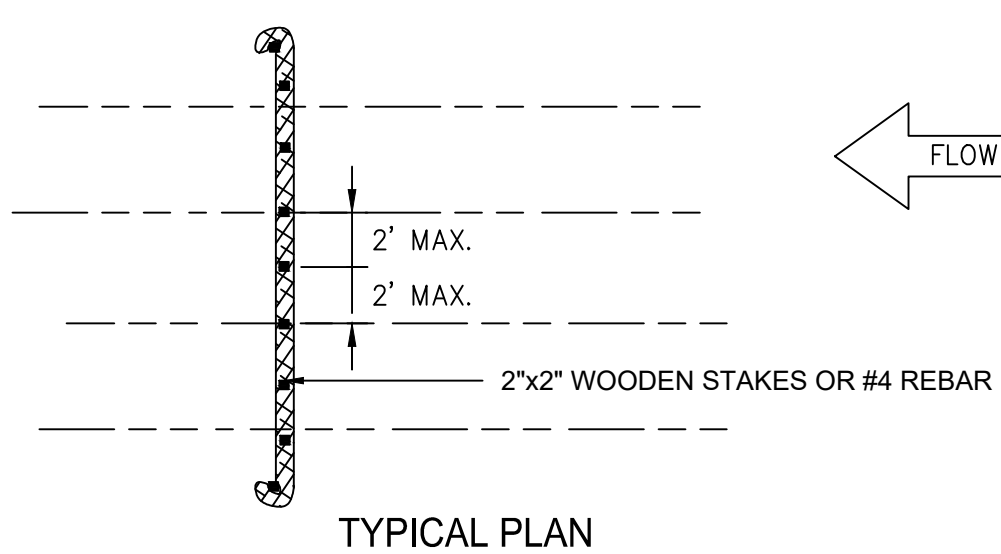 FLOW
2' MAX.
2' MAX.
2"x2" WOODEN STAKES OR #4 REBAR
TYPICAL PLAN